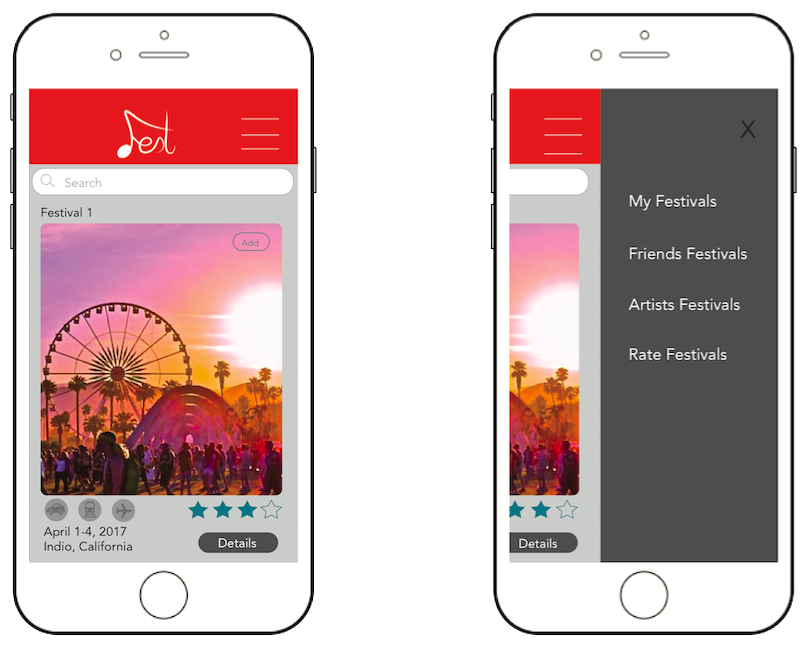 Fest
Search
Festival 1
Add
April 1-4, 2017
Indio, California
Details
X
My Festivals
Friends Festivals
Artists Festivals
Rate Festivals
Details